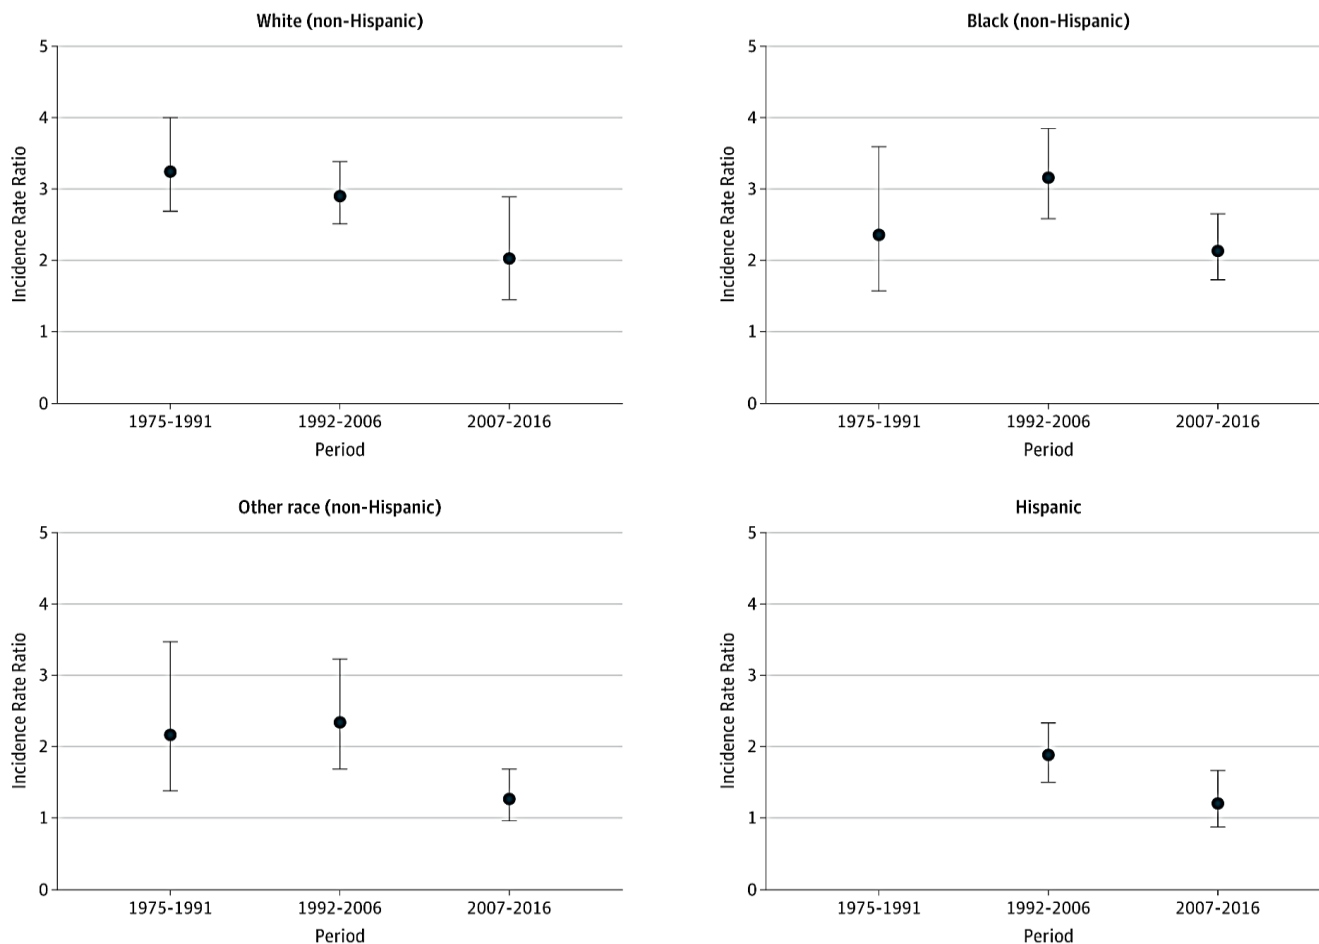 White (non-Hispanic)
5
4
3
2
1
0
Incidence Rate Ratio
1975-1991 1992-2006 2007-2016
Period
Black (non-Hispanic)
5
4
3
2
1
0
Incidence Rate Ratio
1975-1991 1992-2006 2007-2016
Period
Other race (non-Hispanic)
5
4
3
2
1
0
Incidence Rate Ratio
1975-1991 1992-2006 2007-2016
Period
Hispanic
5
4
3
2
1
0
Incidence Rate Ratio
1975-1991 1992-2006 2007-2016
Period